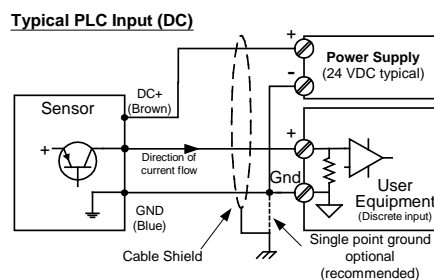 Typical PLC Input (DC)
+
Power Supply
(24 VDC typical)
-
Sensor
DC+
(Brown)
+
+
Direction of
current flow
Gnd
User
Equipment
(Discrete input)
GND
(Blue)
Cable Shield
Single point ground
optional
(recommended)